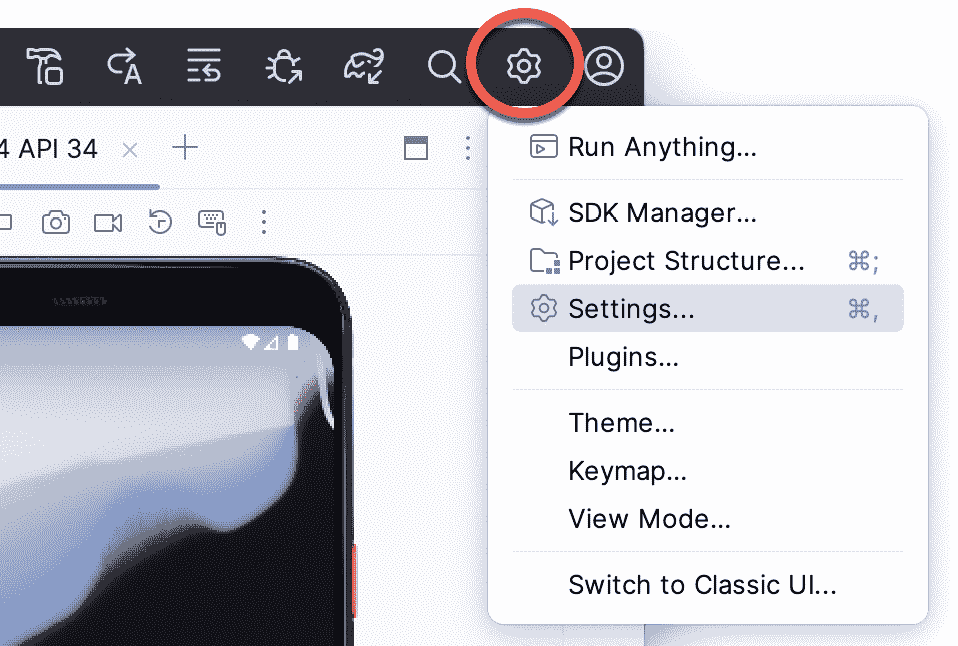 4 API 34
Run Anything...
SDK Manager...
Project Structure... ⌘;
Settings... ⌘,
Plugins...
Theme...
Keymap...
View Mode...
Switch to Classic UI...